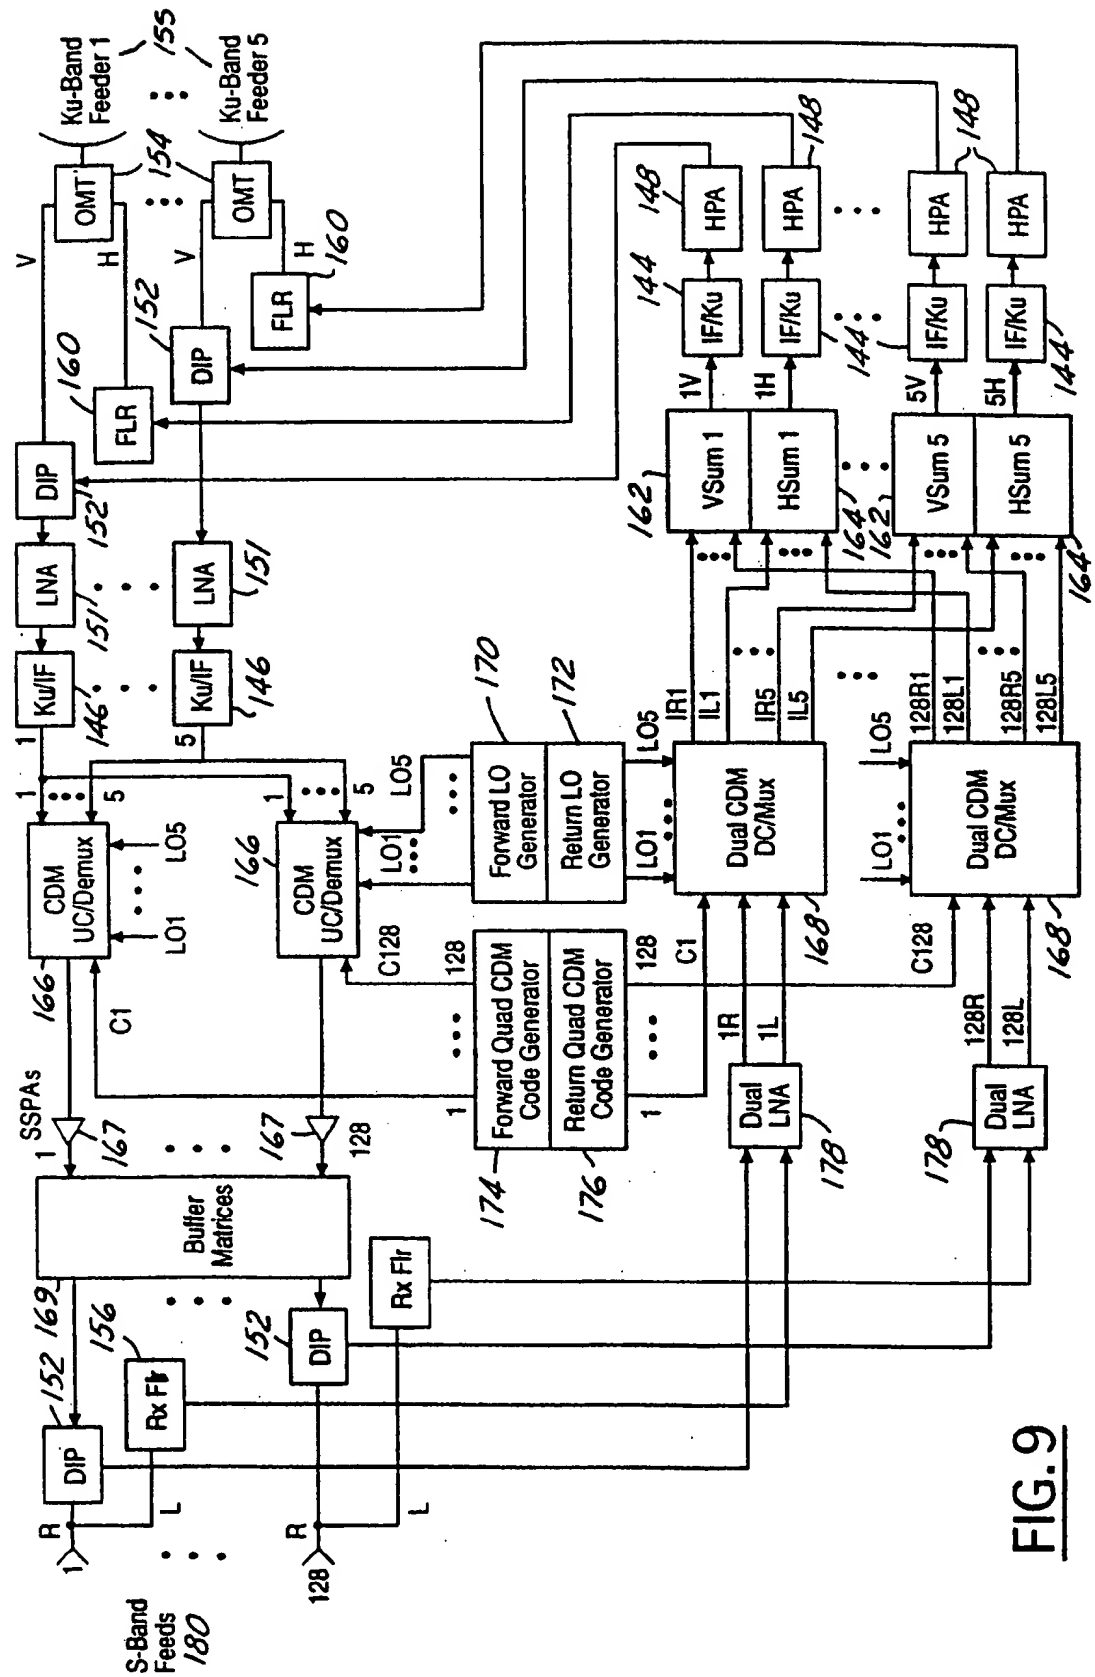 S-Band
Feeds
180
1
R
L
DIP
152
Rx Flr
156
169
Buffer
Matrices
128
R
L
DIP
152
Rx Flr
1
SSPAs
167
167
128
C1
166
CDM
UC/Demux
LO1
LO5
1
5
166
CDM
UC/Demux
C128
LO1
LO5
1
5
1
Ku/IF
146
LNA
151
DIP
152
5
Ku/IF
146
LNA
151
DIP
152
FLR
160
FLR
160
V
H
OMT
154
V
H
OMT
Ku-Band
Feeder 1
155
Ku-Band
Feeder 5
174
Forward Quad CDM
Code Generator
1
128
176
Return Quad CDM
Code Generator
1
128
170
Forward LO
Generator
172
Return LO
Generator
LO1
LO5
Dual
LNA
178
1R
1L
C1
Dual CDM
DC/Mux
168
IR1
IL1
IR5
IL5
Dual
LNA
178
128R
128L
C128
LO1
LO5
Dual CDM
DC/Mux
168
128R1
128L1
128R5
128L5
162
VSum 1
HSum 1
164
162
VSum 5
HSum 5
164
1V
1H
5V
5H
IF/Ku
144
IF/Ku
144
IF/Ku
IF/Ku
144
HPA
148
HPA
148
HPA
148
HPA
FIG. 9